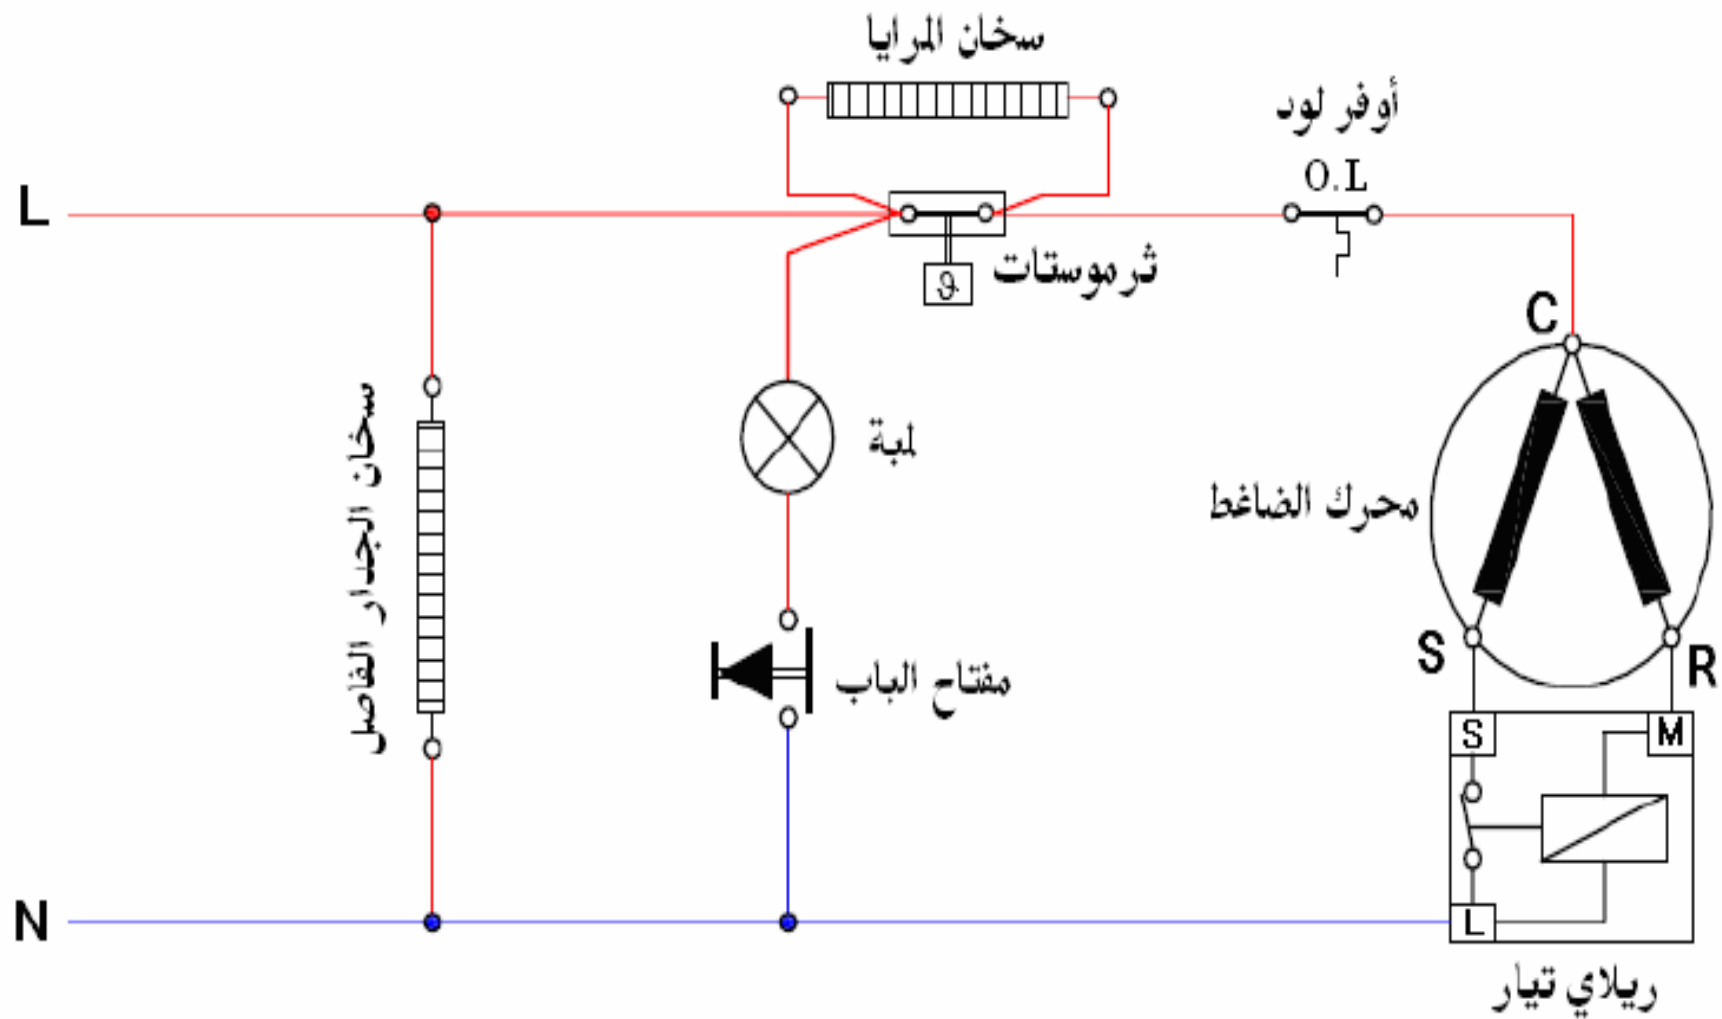 سخان المرايا
أوفر لود
O.L
L
ثرموستات
ϑ
C
سخان الجدار الفاصل
لمبة
محرك الضاغط
S
R
مفتاح الباب
S
M
N
L
ريلاي تيار